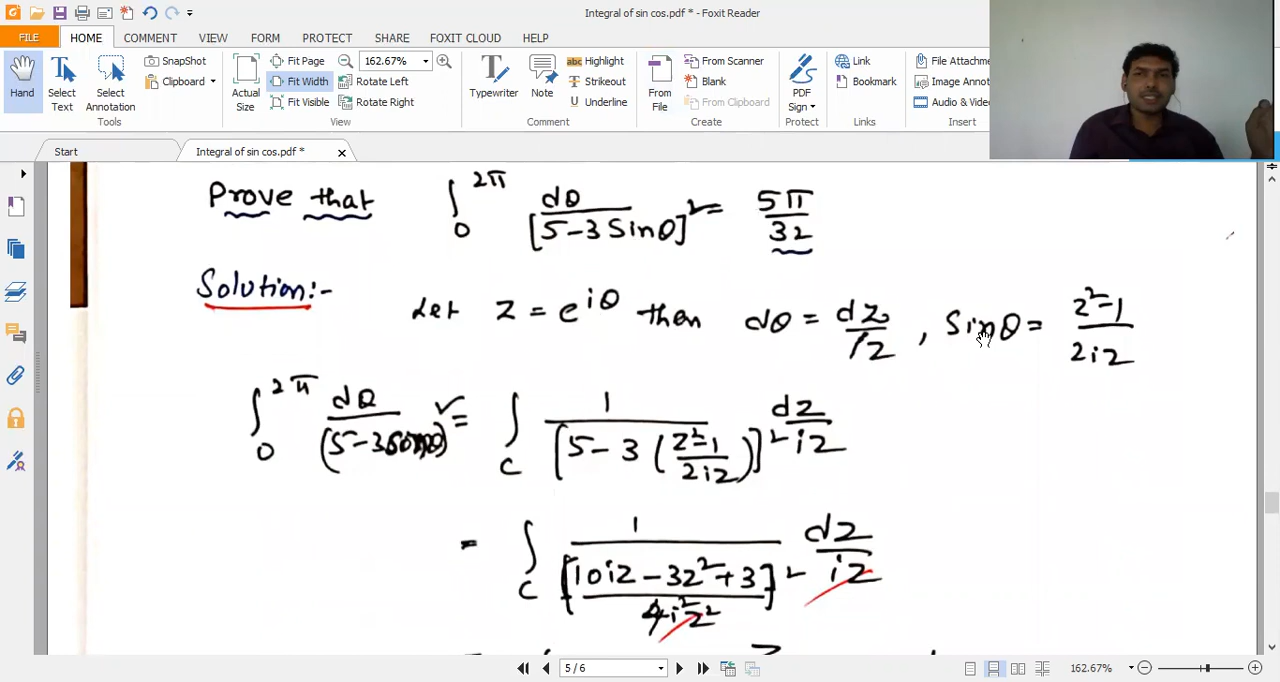 Integral of sin cos.pdf * - Foxit Reader
FILE HOME COMMENT VIEW FORM PROTECT SHARE FOXIT CLOUD HELP
SnapShot Fit Page 162.67% Highlight From Scanner Link File Attachme
Clipboard Fit Width Rotate Left Strikeout Blank Bookmark Image Annot
Hand Select Text Select Annotation Actual Size Fit Visible Rotate Right Typewriter Note Underline From File From Clipboard PDF Sign Audio & Video
Tools View Comment Create Protect Links Insert
Start Integral of sin cos.pdf *
Prove that ∫₀^2π dθ/[5-3Sinθ]² = 5π/32
Solution:-
Let z = e^iθ then dθ = dz/iz , Sinθ = z²-1/2iz
∫₀^2π dθ/(5-3Sinθ)² = ∫_C 1/[5-3(z²-1/2iz)]² dz/iz
= ∫_C 1/[10iz-3z²+3]²/4i²z² dz/iz
5 / 6 162.67%